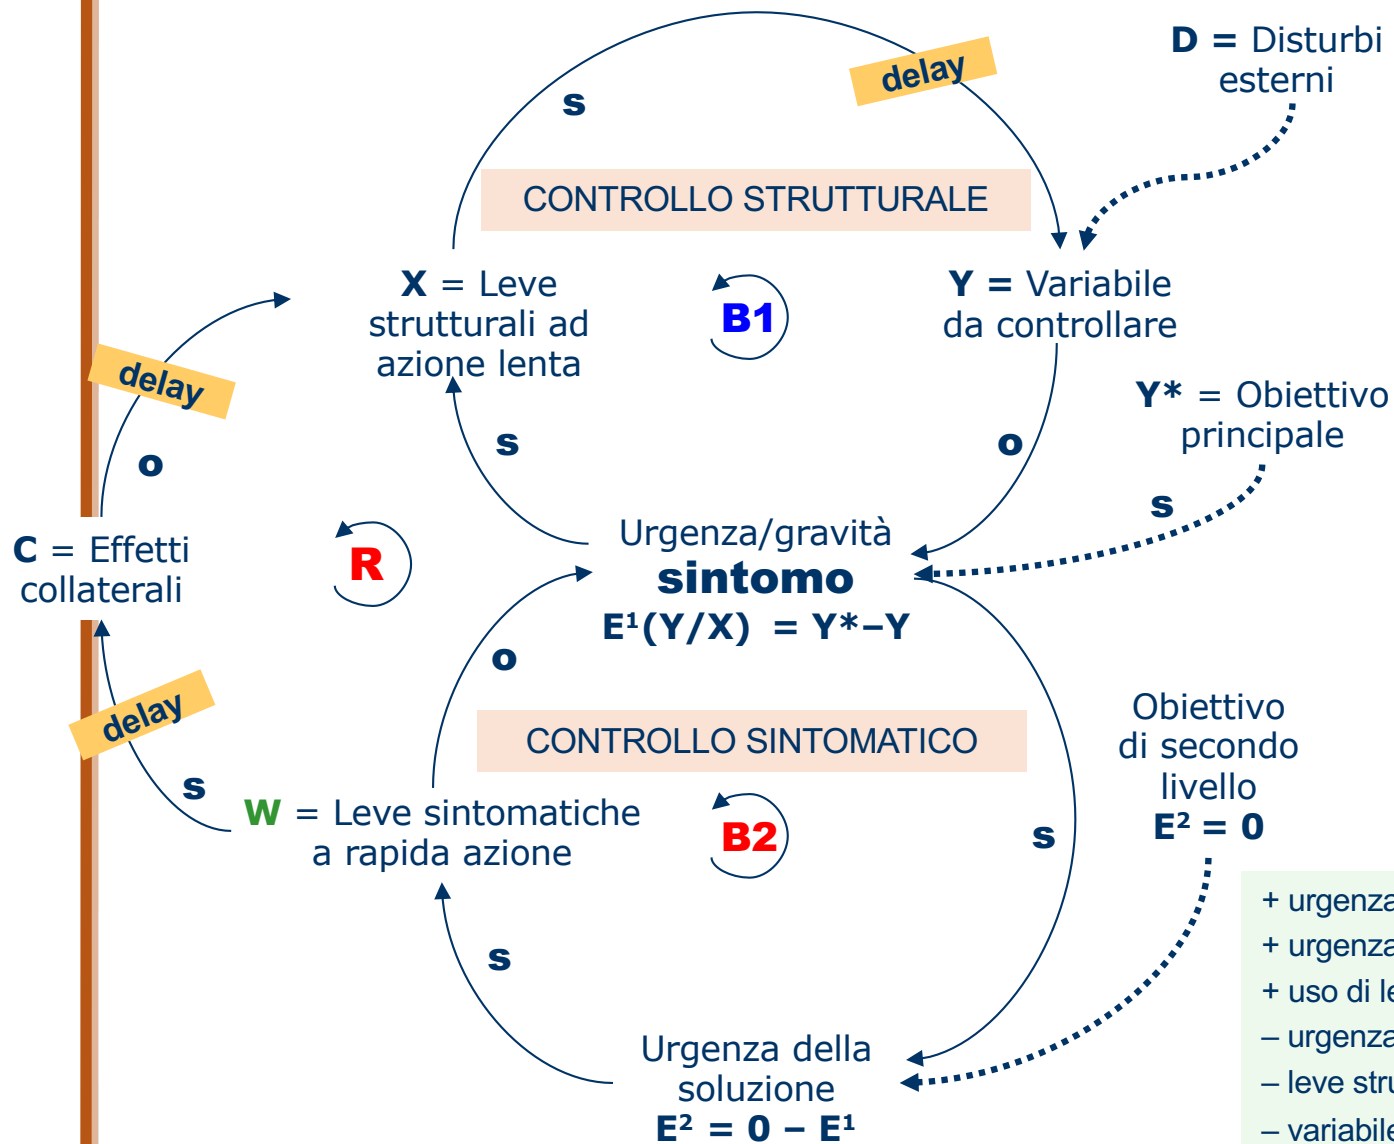 D = Disturbi
esterni
delay
s
CONTROLLO STRUTTURALE
X = Leve
strutturali ad
azione lenta
B1
Y = Variabile
da controllare
delay
Y* = Obiettivo
principale
s
o
o
s
Urgenza/gravità
sintomo
E¹(Y/X) = Y*–Y
C = Effetti
collaterali
R
o
delay
CONTROLLO SINTOMATICO
Obiettivo
di secondo
livello
E² = 0
s
W = Leve sintomatiche
a rapida azione
B2
s
s
Urgenza della
soluzione
E² = 0 – E¹
+ urgenza
+ urgenza
+ uso di le
– urgenza
– leve stru
– variabile